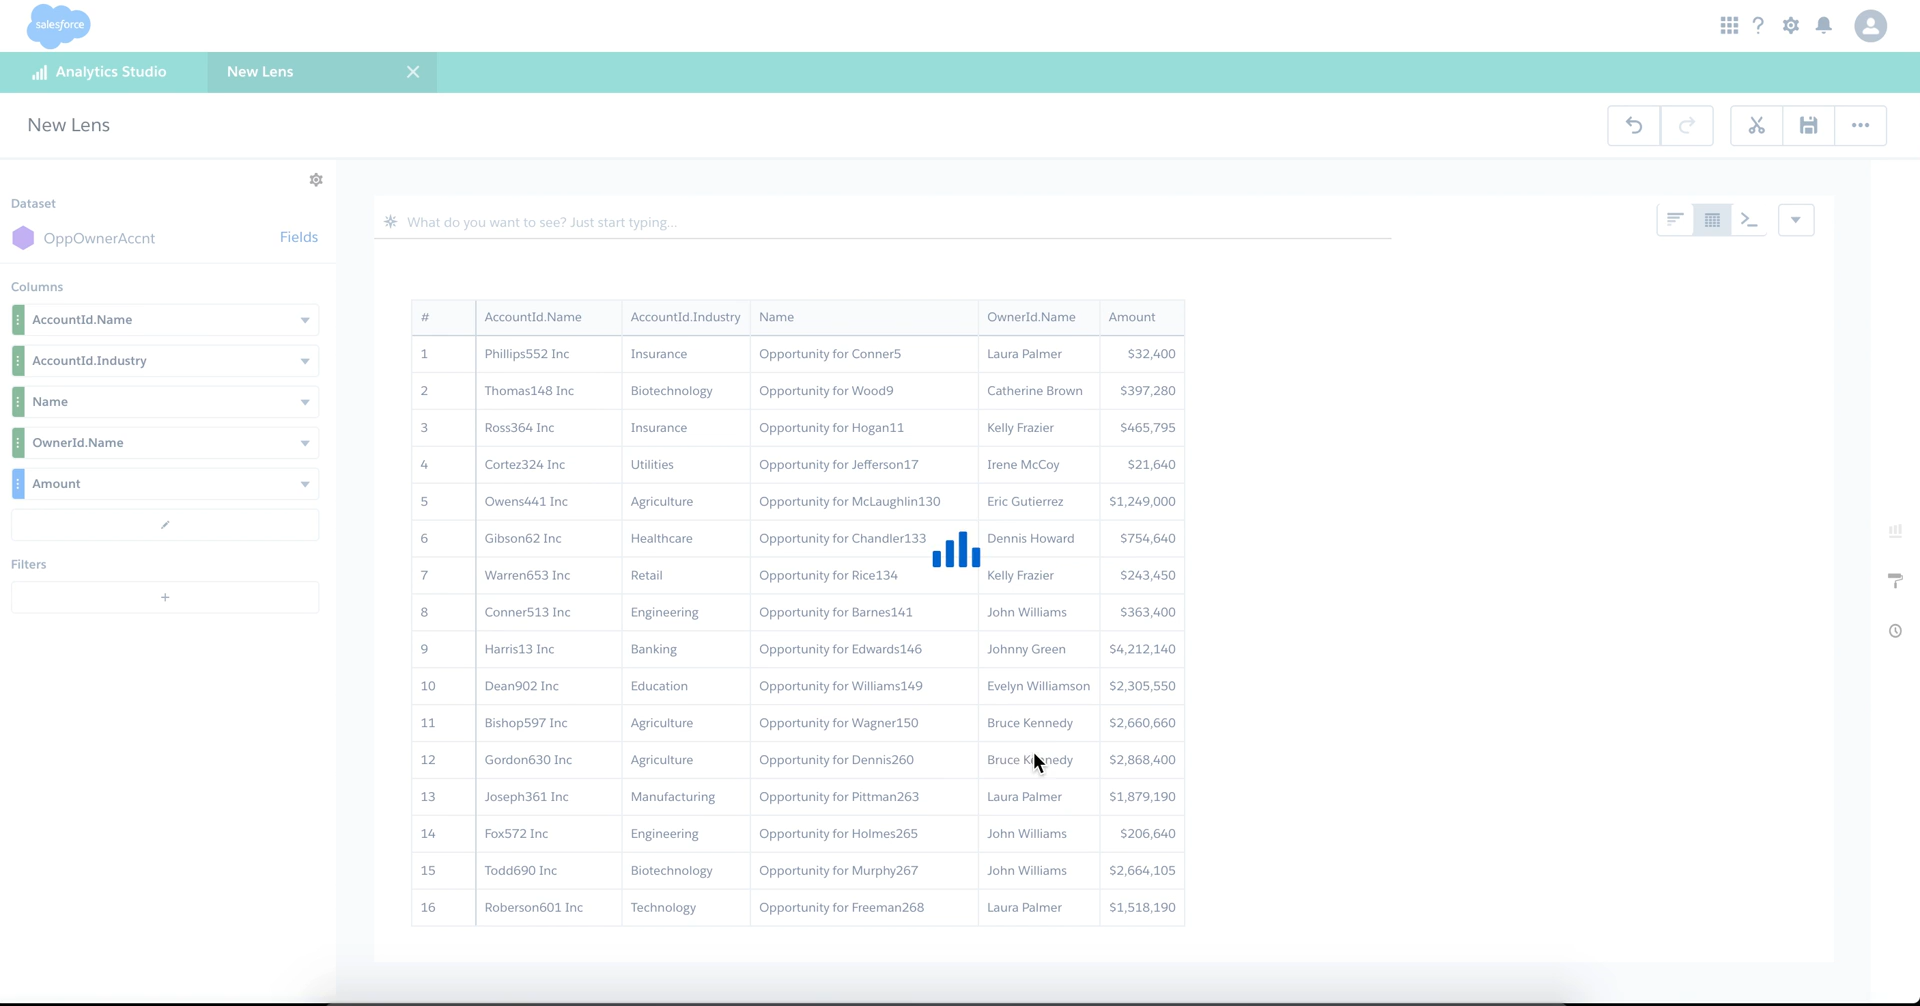 salesforce
?
Analytics Studio
New Lens
New Lens
Dataset
OppOwnerAccnt Fields
Columns
AccountId.Name
AccountId.Industry
Name
OwnerId.Name
Amount
Filters
+
What do you want to see? Just start typing...
# AccountId.Name AccountId.Industry Name OwnerId.Name Amount
1 Phillips552 Inc Insurance Opportunity for Conner5 Laura Palmer $32,400
2 Thomas148 Inc Biotechnology Opportunity for Wood9 Catherine Brown $397,280
3 Ross364 Inc Insurance Opportunity for Hogan11 Kelly Frazier $465,795
4 Cortez324 Inc Utilities Opportunity for Jefferson17 Irene McCoy $21,640
5 Owens441 Inc Agriculture Opportunity for McLaughlin130 Eric Gutierrez $1,249,000
6 Gibson62 Inc Healthcare Opportunity for Chandler133 Dennis Howard $754,640
7 Warren653 Inc Retail Opportunity for Rice134 Kelly Frazier $243,450
8 Conner513 Inc Engineering Opportunity for Barnes141 John Williams $363,400
9 Harris13 Inc Banking Opportunity for Edwards146 Johnny Green $4,212,140
10 Dean902 Inc Education Opportunity for Williams149 Evelyn Williamson $2,305,550
11 Bishop597 Inc Agriculture Opportunity for Wagner150 Bruce Kennedy $2,660,660
12 Gordon630 Inc Agriculture Opportunity for Dennis260 Bruce Kennedy $2,868,400
13 Joseph361 Inc Manufacturing Opportunity for Pittman263 Laura Palmer $1,879,190
14 Fox572 Inc Engineering Opportunity for Holmes265 John Williams $206,640
15 Todd690 Inc Biotechnology Opportunity for Murphy267 John Williams $2,664,105
16 Roberson601 Inc Technology Opportunity for Freeman268 Laura Palmer $1,518,190